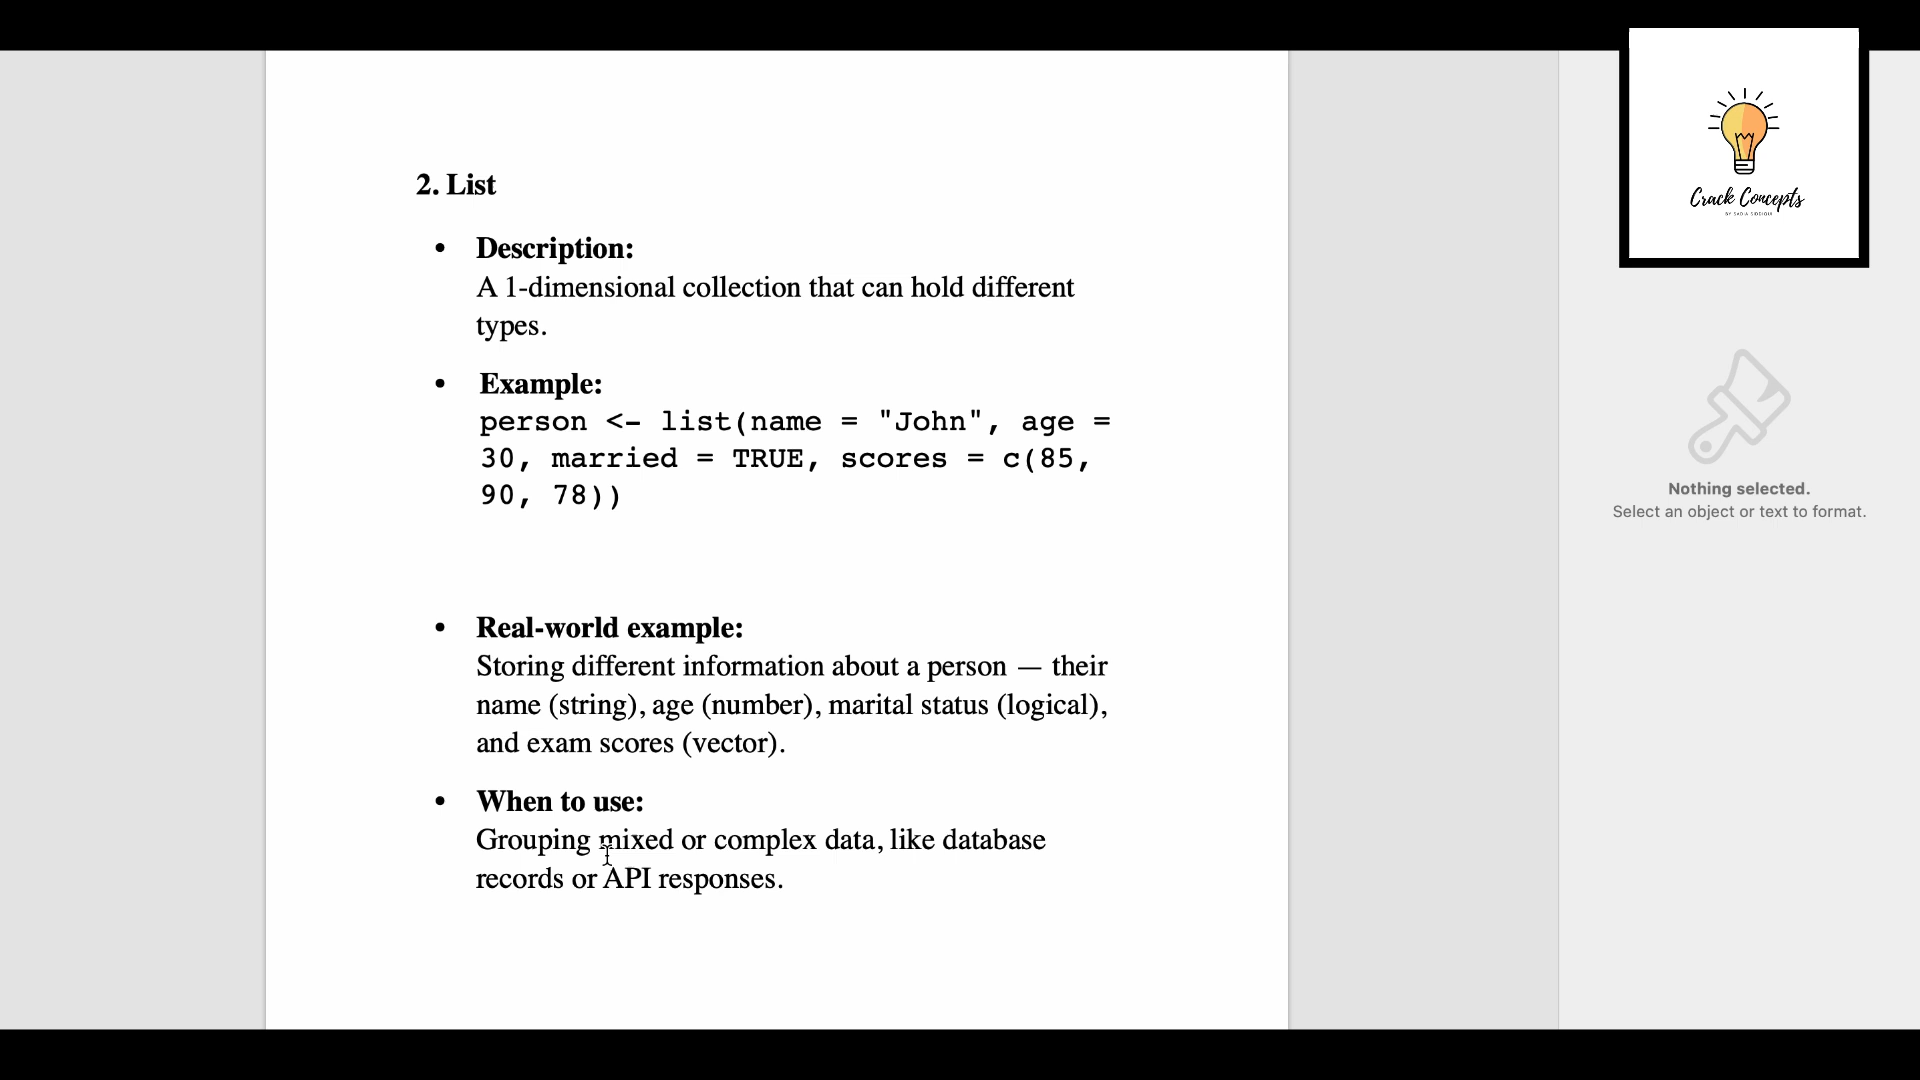 2. List
• Description:
A 1-dimensional collection that can hold different
types.
• Example:
person <- list(name = "John", age =
30, married = TRUE, scores = c(85,
90, 78))
• Real-world example:
Storing different information about a person — their
name (string), age (number), marital status (logical),
and exam scores (vector).
• When to use:
Grouping mixed or complex data, like database
records or API responses.
Crack Concepts
BY SADIA SIDDIQUI
Nothing selected.
Select an object or text to format.